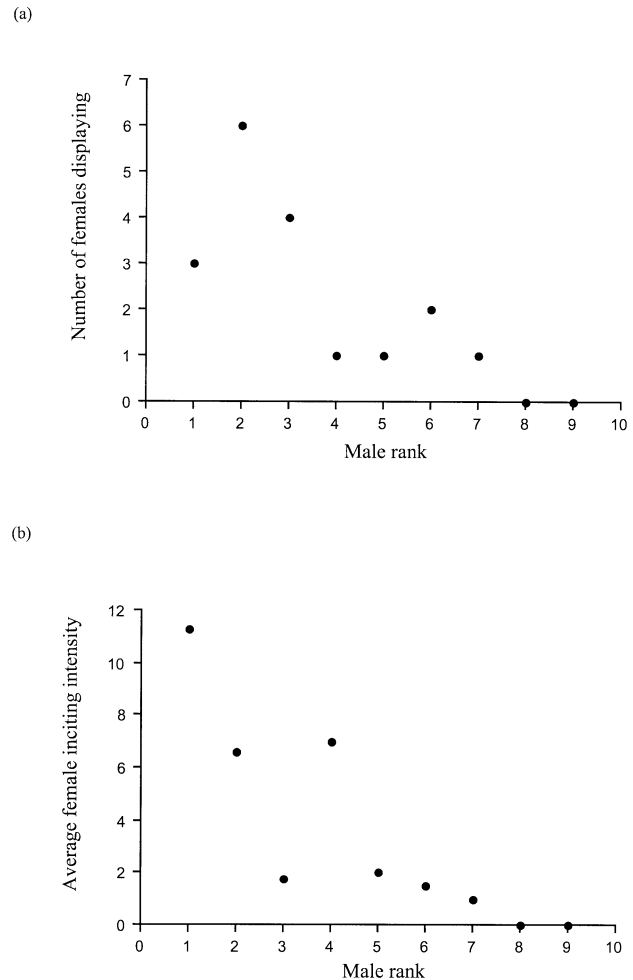 (a)
Number of females displaying
7
6
5
4
3
2
1
0
0 1 2 3 4 5 6 7 8 9 10
Male rank
(b)
Average female inciting intensity
12
10
8
6
4
2
0
0 1 2 3 4 5 6 7 8 9 10
Male rank